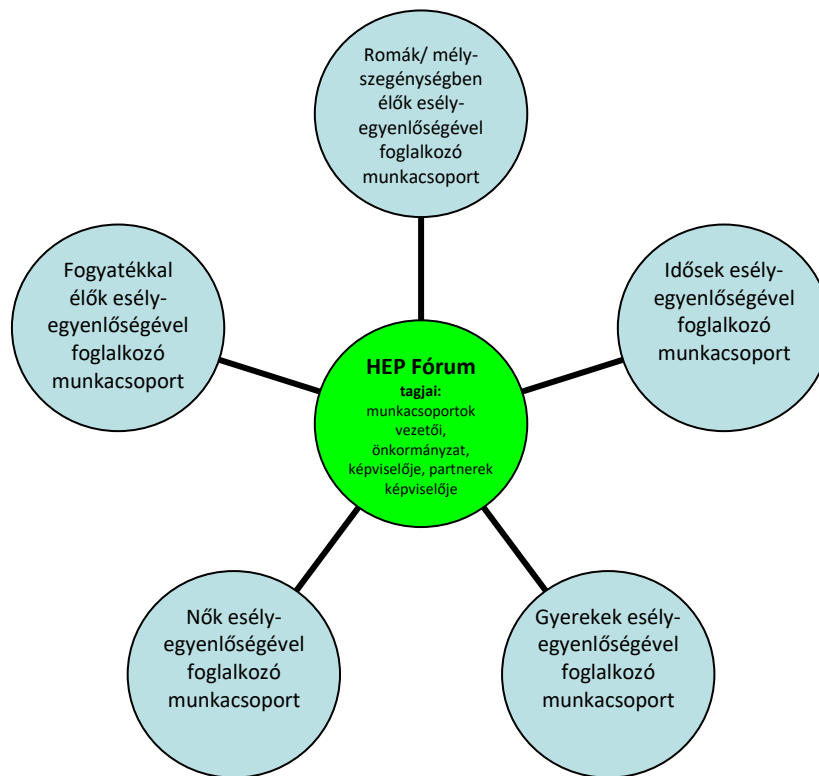 Romák/ mély-
szegénységben
élők esély-
egyenlőségével
foglalkozó
munkacsoport
Fogyatékkal
élők esély-
egyenlőségével
foglalkozó
munkacsoport
Idősek esély-
egyenlőségével
foglalkozó
munkacsoport
HEP Fórum
tagjai:
munkacsoportok
vezetői,
önkormányzat,
képviselője, partnerek
képviselője
Nők esély-
egyenlőségével
foglalkozó
munkacsoport
Gyerekek esély-
egyenlőségével
foglalkozó
munkacsoport